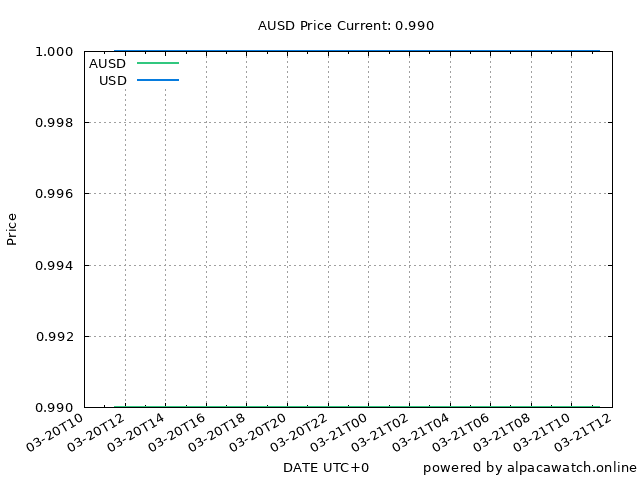 AUSD Price Current: 0.990
1.000
AUSD
USD
0.998
0.996
0.994
0.992
0.990
Price
03-20T10
03-20T12
03-20T14
03-20T16
03-20T18
03-20T20
03-20T22
03-21T00
03-21T02
03-21T04
03-21T06
03-21T08
03-21T10
03-21T12
DATE UTC+0
powered by alpacawatch.online